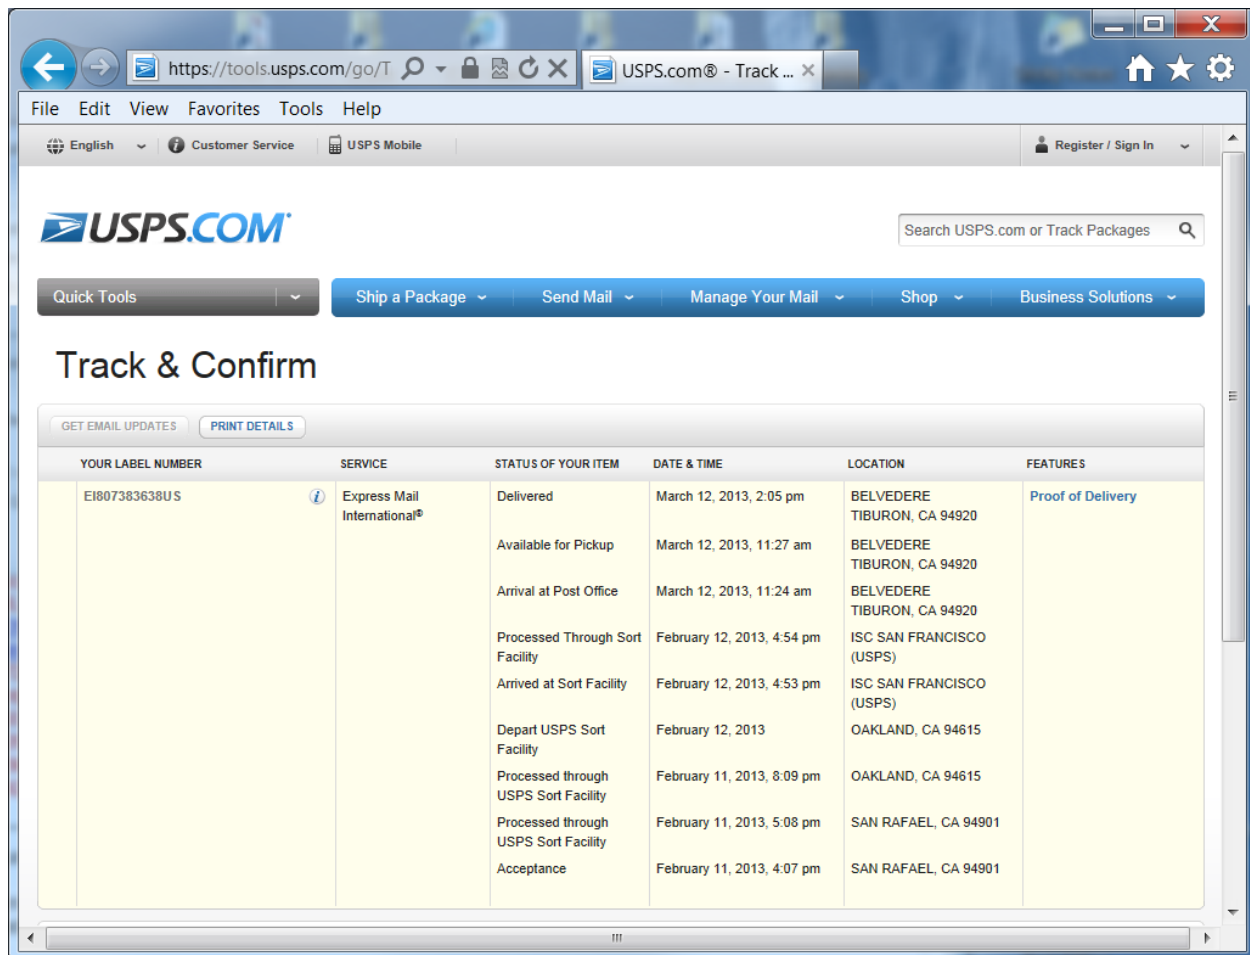 https://tools.usps.com/go/T
USPS.com® - Track ...
File Edit View Favorites Tools Help
English Customer Service USPS Mobile Register / Sign In
USPS.COM
Search USPS.com or Track Packages
Quick Tools Ship a Package Send Mail Manage Your Mail Shop Business Solutions
Track & Confirm
GET EMAIL UPDATES PRINT DETAILS
YOUR LABEL NUMBER SERVICE STATUS OF YOUR ITEM DATE & TIME LOCATION FEATURES
EI807383638US Express Mail Delivered March 12, 2013, 2:05 pm BELVEDERE Proof of Delivery
International® TIBURON, CA 94920
Available for Pickup March 12, 2013, 11:27 am BELVEDERE
TIBURON, CA 94920
Arrival at Post Office March 12, 2013, 11:24 am BELVEDERE
TIBURON, CA 94920
Processed Through Sort February 12, 2013, 4:54 pm ISC SAN FRANCISCO
Facility (USPS)
Arrived at Sort Facility February 12, 2013, 4:53 pm ISC SAN FRANCISCO
(USPS)
Depart USPS Sort February 12, 2013 OAKLAND, CA 94615
Facility
Processed through February 11, 2013, 8:09 pm OAKLAND, CA 94615
USPS Sort Facility
Processed through February 11, 2013, 5:08 pm SAN RAFAEL, CA 94901
USPS Sort Facility
Acceptance February 11, 2013, 4:07 pm SAN RAFAEL, CA 94901